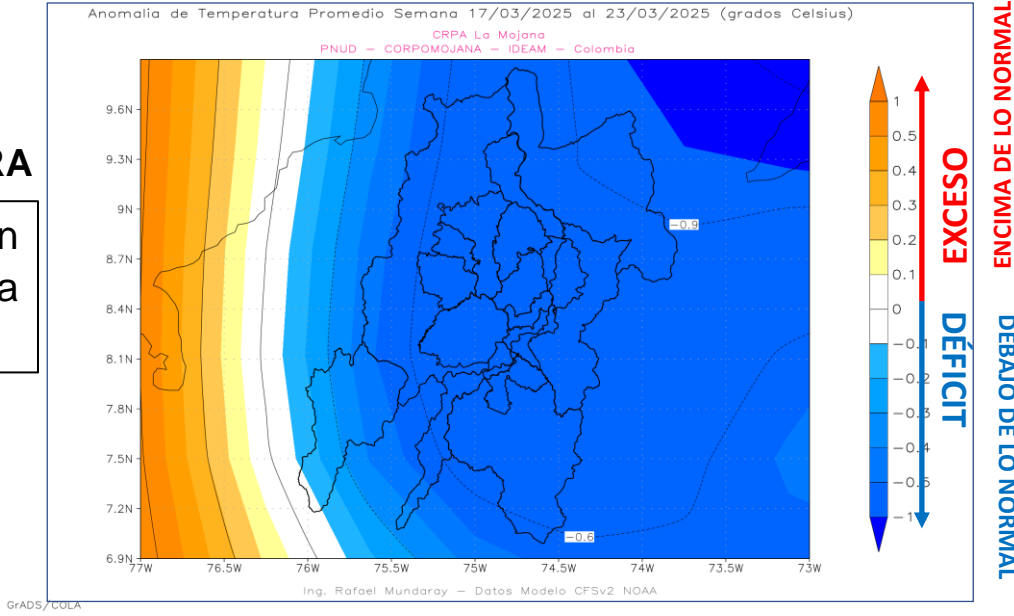 Anomalia de Temperatura Promedio Semana 17/03/2025 al 23/03/2025 (grados Celsius)
CRPA La Mojana
PNUD – CORPOMOJANA – IDEAM – Colombia
RA
n
a
9.6N
9.3N
9N
8.7N
8.4N
8.1N
7.8N
7.5N
7.2N
6.9N
77W
76.5W
76W
75.5W
75W
74.5W
74W
73.5W
73W
-0.9
-0.6
1
0.5
0.4
0.3
0.2
0.1
0
-0.1
-0.2
-0.3
-0.4
-0.5
-1
EXCESO
DÉFICIT
ENCIMA DE LO NORMAL
DEBAJO DE LO NORMAL
Ing. Rafael Mundaray – Datos Modelo CFSv2 NOAA
GrADS/COLA